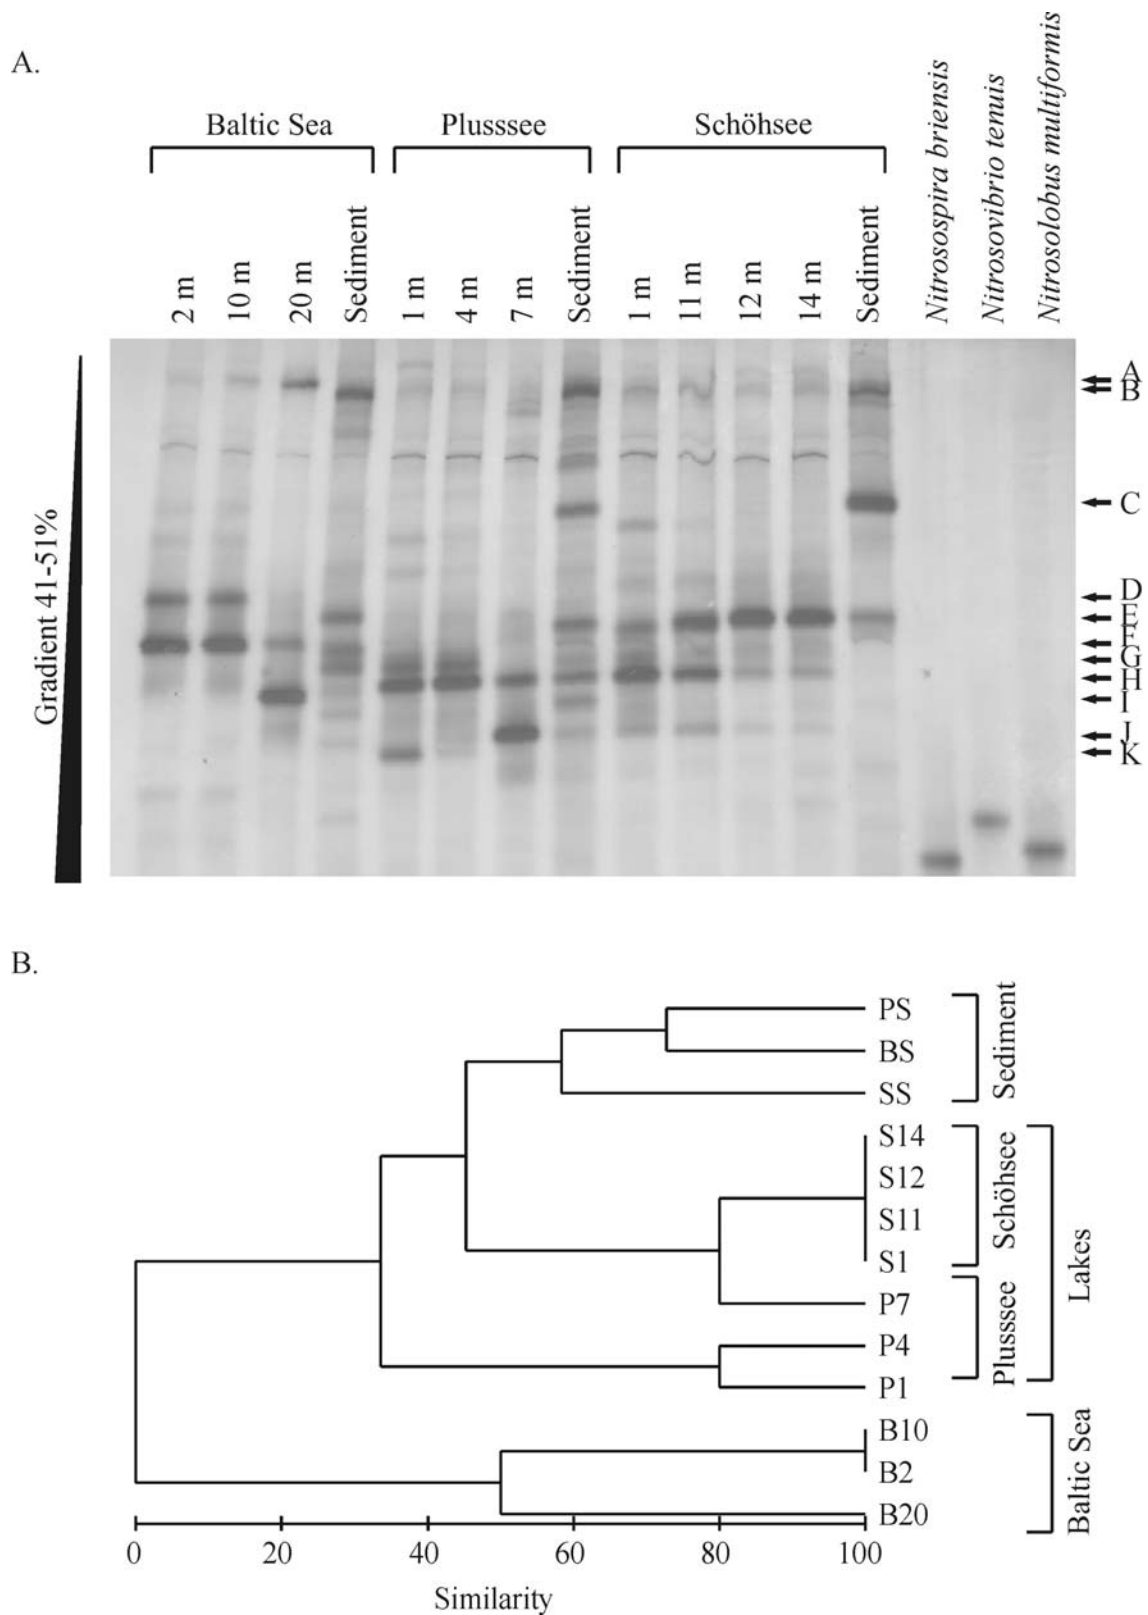 A.
Baltic Sea
Plusssee
Schöhsee
Nitrosospira briensis
Nitrosovibrio tenuis
Nitrosolobus multiformis
2 m
10 m
20 m
Sediment
1 m
4 m
7 m
Sediment
1 m
11 m
12 m
14 m
Sediment
Gradient 41-51%
A
B
C
D
E
F
G
H
I
J
K
B.
PS
BS
SS
Sediment
S14
S12
S11
S1
Schöhsee
P7
P4
P1
Plusssee
Lakes
B10
B2
B20
Baltic Sea
0
20
40
60
80
100
Similarity